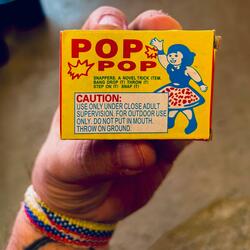 POP
POP
SNAPPERS. A NOVEL TRICK ITEM.
BANG DROP IT! THROW IT!
STEP ON IT! SNAP IT!
CAUTION:
USE ONLY UNDER CLOSE ADULT
SUPERVISION. FOR OUTDOOR USE
ONLY. DO NOT PUT IN MOUTH.
THROW ON GROUND.